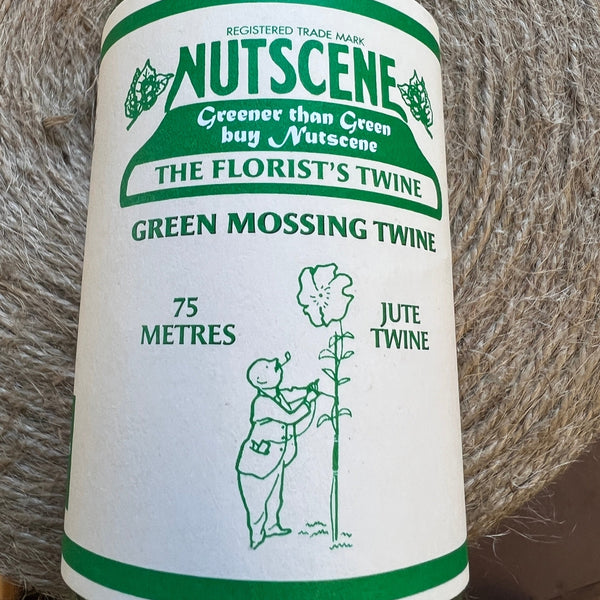 REGISTERED TRADE MARK
NUTSCENE
Greener than Green
buy Nutscene
THE FLORIST'S TWINE
GREEN MOSSING TWINE
75
METRES
JUTE
TWINE